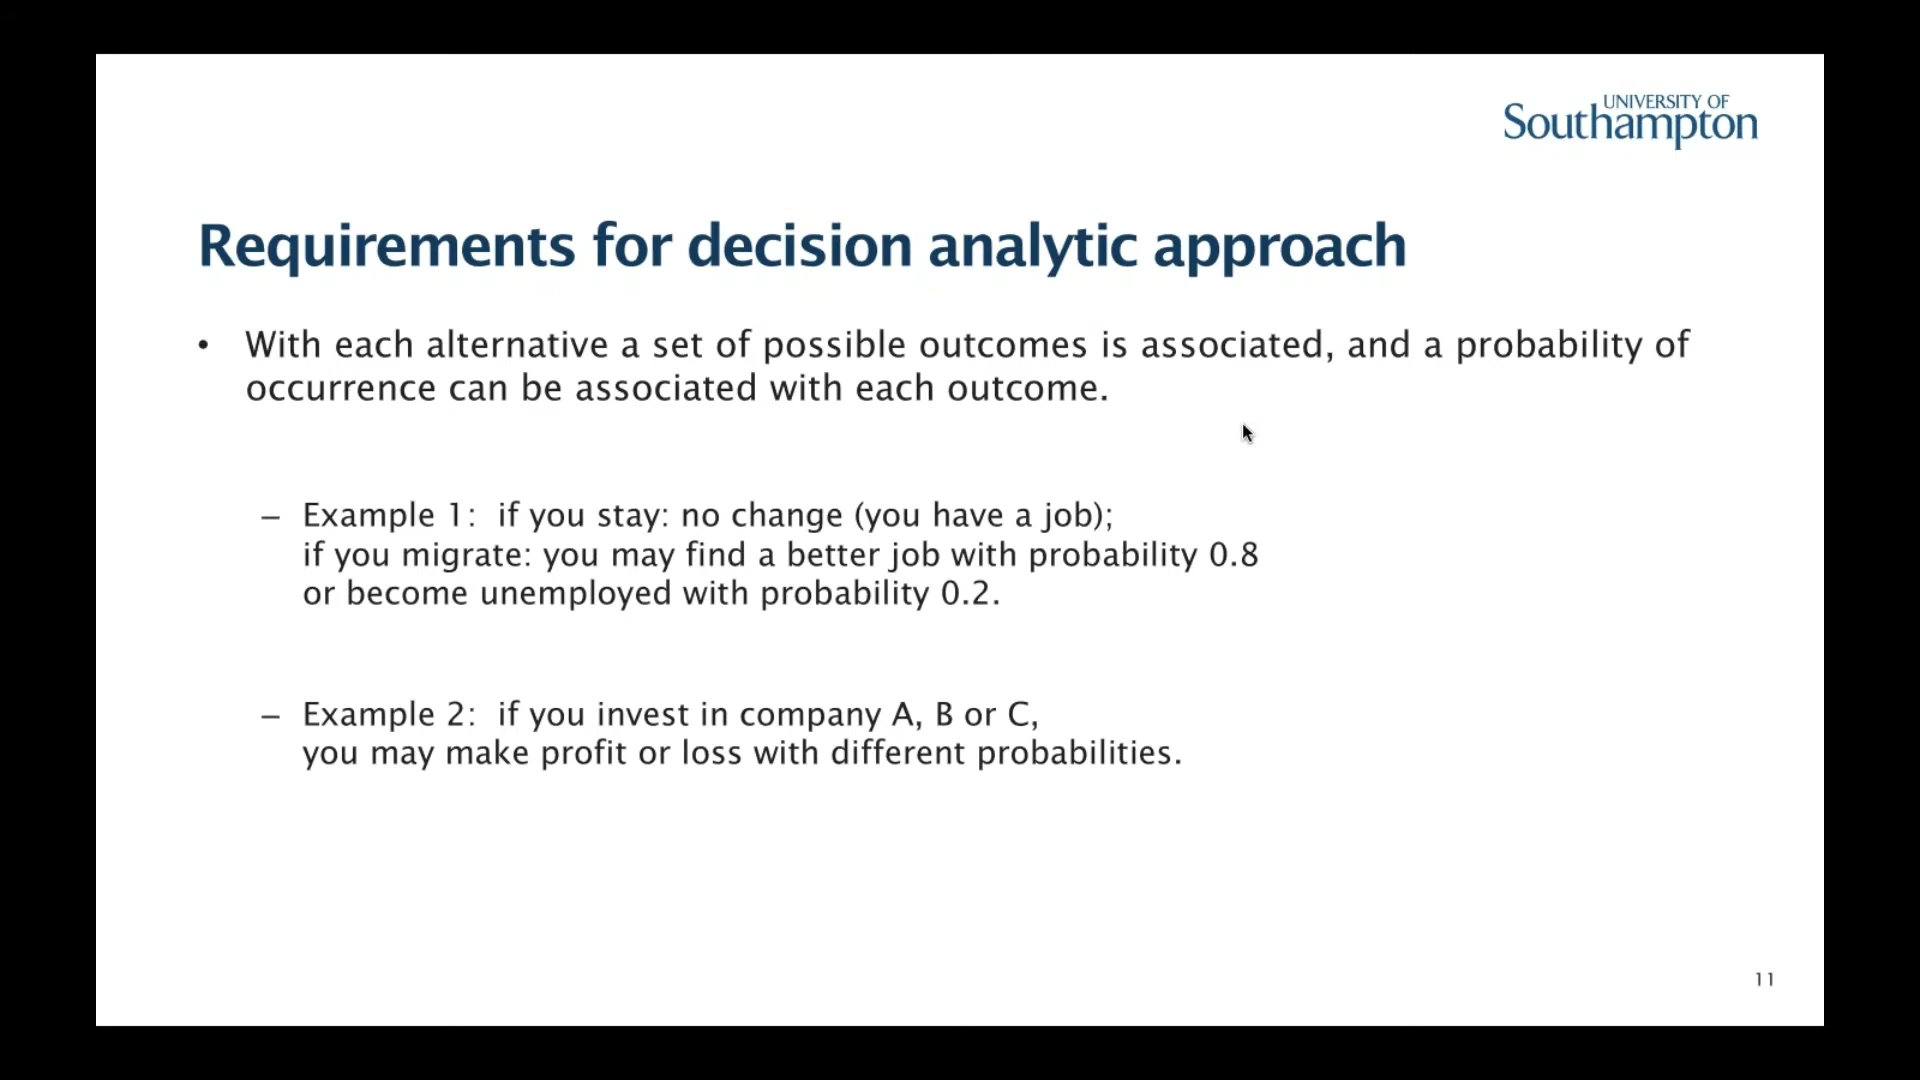 UNIVERSITY OF
Southampton
Requirements for decision analytic approach
• With each alternative a set of possible outcomes is associated, and a probability of
occurrence can be associated with each outcome.
– Example 1: if you stay: no change (you have a job);
if you migrate: you may find a better job with probability 0.8
or become unemployed with probability 0.2.
– Example 2: if you invest in company A, B or C,
you may make profit or loss with different probabilities.
11